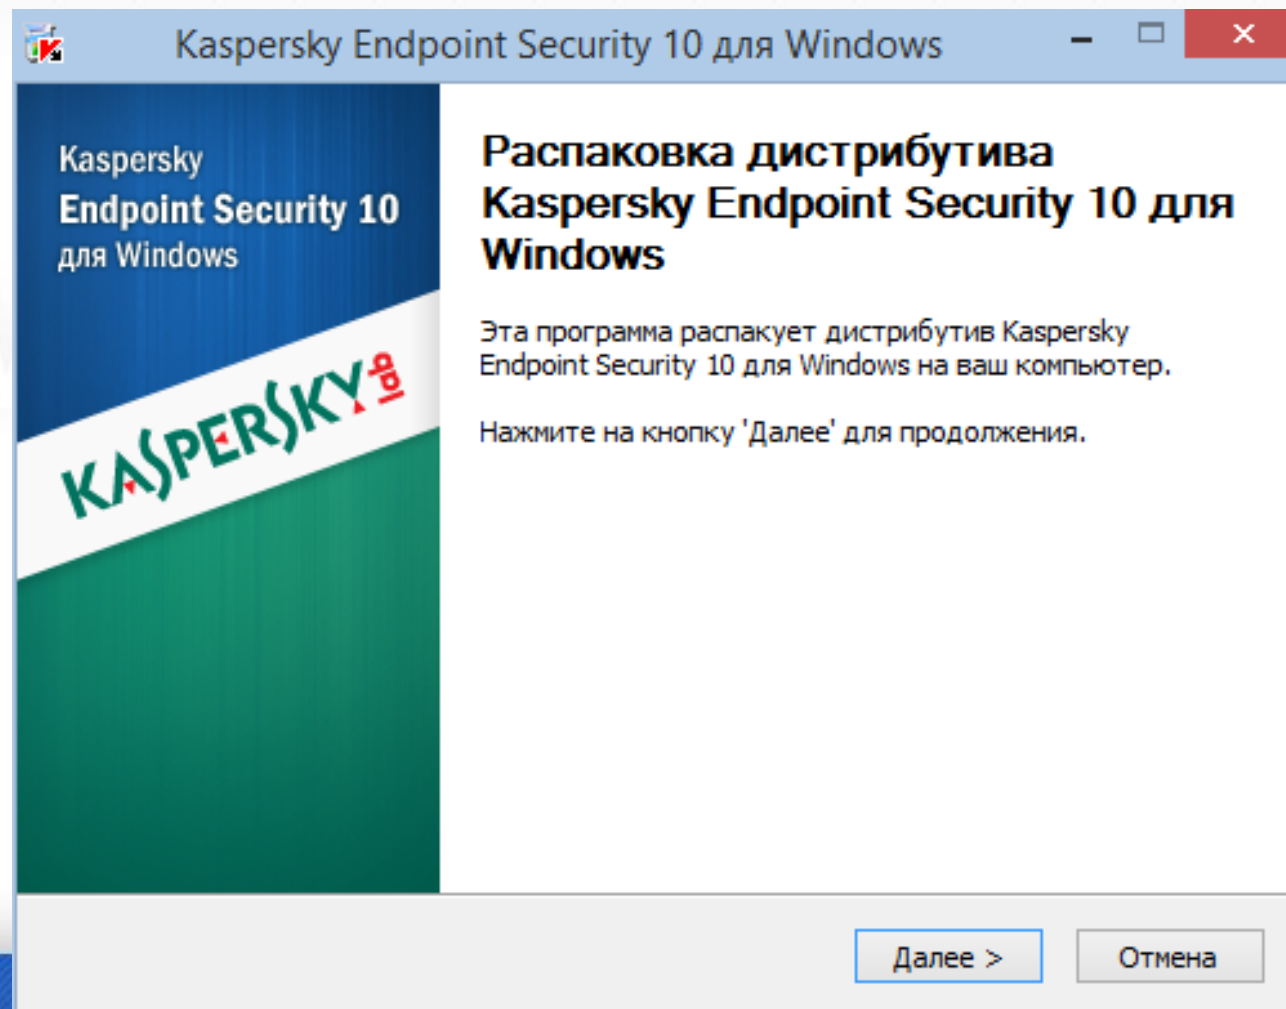 Kaspersky Endpoint Security 10 для Windows
Kaspersky
Endpoint Security 10
для Windows
KASPERSKY lab
Распаковка дистрибутива
Kaspersky Endpoint Security 10 для
Windows
Эта программа распакует дистрибутив Kaspersky
Endpoint Security 10 для Windows на ваш компьютер.
Нажмите на кнопку 'Далее' для продолжения.
Далее >
Отмена